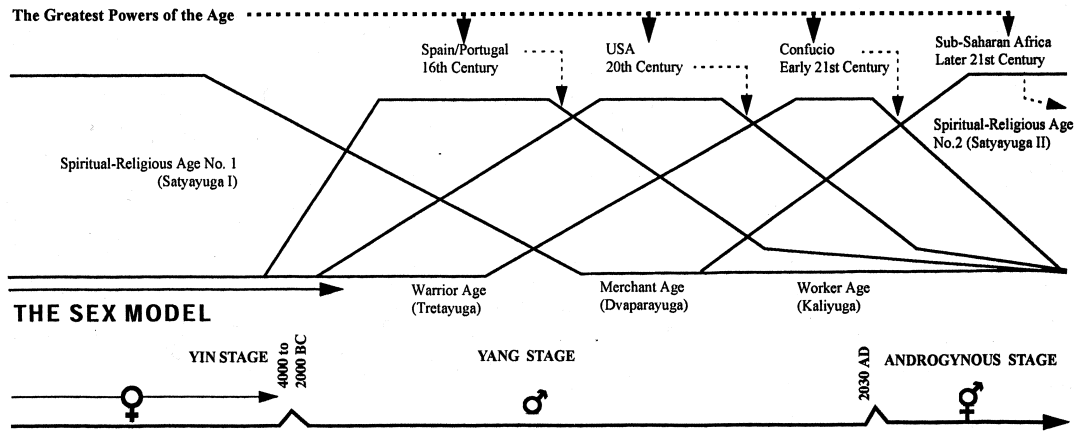 The Greatest Powers of the Age
Spain/Portugal
16th Century
USA
20th Century
Confucio
Early 21st Century
Sub-Saharan Africa
Later 21st Century
Spiritual-Religious Age No. 1
(Satyayuga I)
Spiritual-Religious Age
No.2 (Satyayuga II)
Warrior Age
(Tretayuga)
Merchant Age
(Dvaparayuga)
Worker Age
(Kaliyuga)
THE SEX MODEL
YIN STAGE
4000 to
2000 BC
YANG STAGE
2030 AD
ANDROGYNOUS STAGE